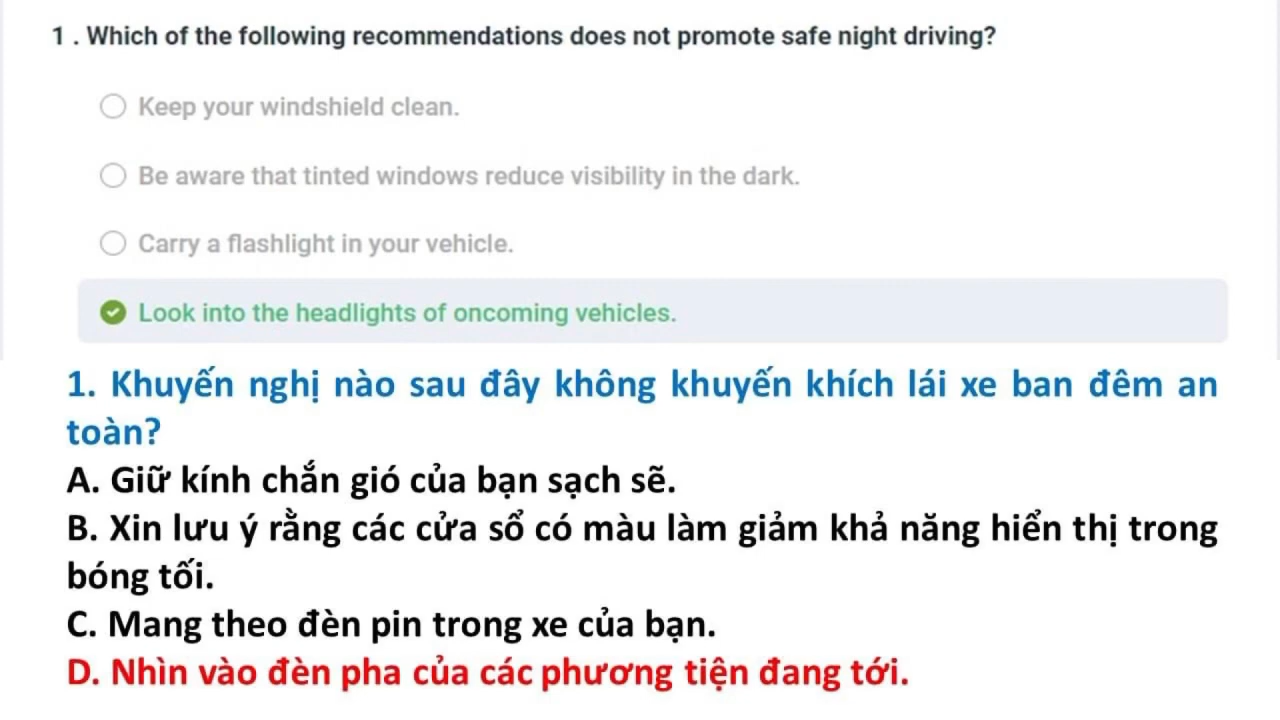 1 . Which of the following recommendations does not promote safe night driving?
Keep your windshield clean.
Be aware that tinted windows reduce visibility in the dark.
Carry a flashlight in your vehicle.
Look into the headlights of oncoming vehicles.
1. Khuyến nghị nào sau đây không khuyến khích lái xe ban đêm an
toàn?
A. Giữ kính chắn gió của bạn sạch sẽ.
B. Xin lưu ý rằng các cửa sổ có màu làm giảm khả năng hiển thị trong
bóng tối.
C. Mang theo đèn pin trong xe của bạn.
D. Nhìn vào đèn pha của các phương tiện đang tới.